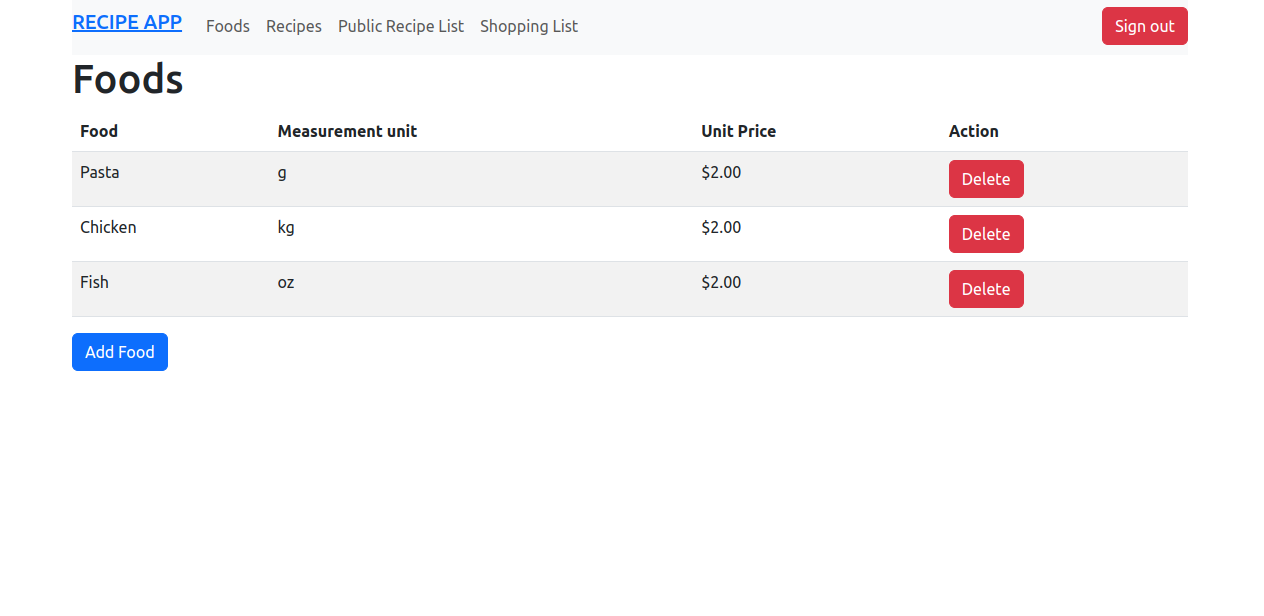 RECIPE APP Foods Recipes Public Recipe List Shopping List Sign out
Foods
Food Measurement unit Unit Price Action
Pasta g $2.00 Delete
Chicken kg $2.00 Delete
Fish oz $2.00 Delete
Add Food